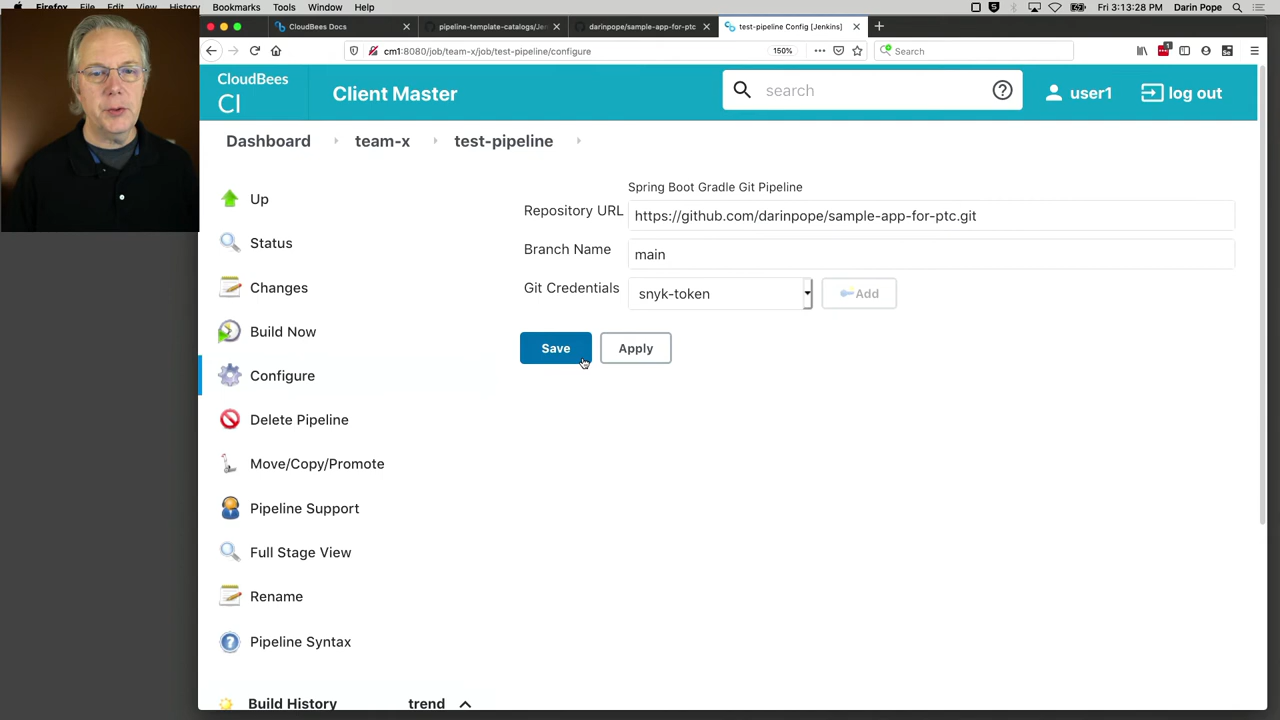 Firefox File Edit View History Bookmarks Tools Window Help Fri 3:13:28 PM Darin Pope
CloudBees Docs
pipeline-template-catalogs/Jen
darinpope/sample-app-for-ptc
test-pipeline Config [Jenkins]
cm1:8080/job/team-x/job/test-pipeline/configure
150%
Search
CloudBees
CI
Client Master
search
user1
log out
Dashboard
team-x
test-pipeline
Up
Status
Changes
Build Now
Configure
Delete Pipeline
Move/Copy/Promote
Pipeline Support
Full Stage View
Rename
Pipeline Syntax
Build History
trend
Spring Boot Gradle Git Pipeline
Repository URL
https://github.com/darinpope/sample-app-for-ptc.git
Branch Name
main
Git Credentials
snyk-token
Add
Save
Apply